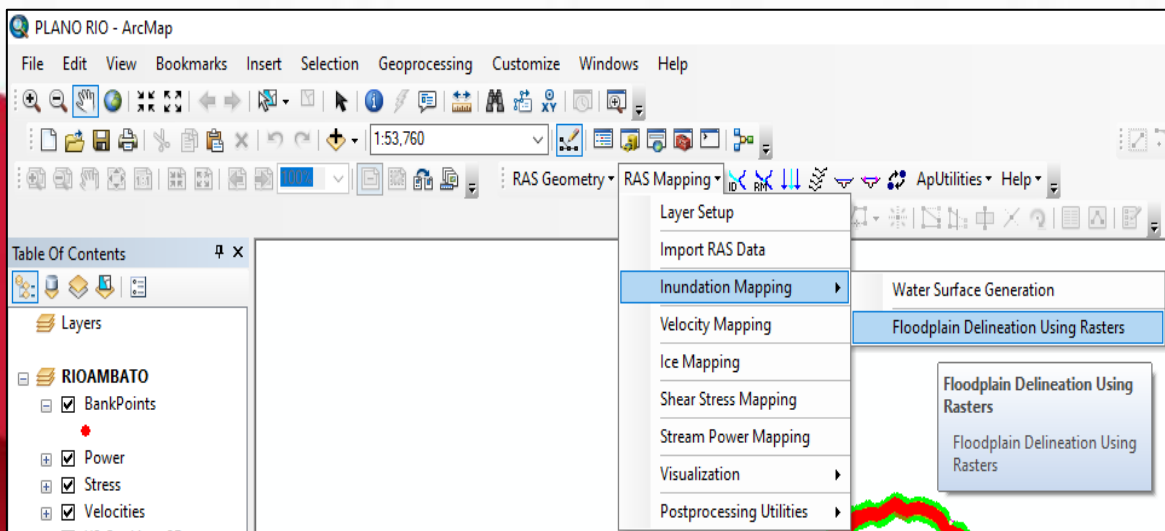 PLANO RIO - ArcMap
File Edit View Bookmarks Insert Selection Geoprocessing Customize Windows Help
1:53,760
100%
RAS Geometry RAS Mapping ID RM ApUtilities Help
Layer Setup
Table Of Contents
Import RAS Data
Inundation Mapping
Water Surface Generation
Layers
Velocity Mapping
Floodplain Delineation Using Rasters
Ice Mapping
RIOAMBATO
Floodplain Delineation Using
Rasters
BankPoints
Shear Stress Mapping
Floodplain Delineation Using
Rasters
Stream Power Mapping
Power
Visualization
Stress
Velocities
Postprocessing Utilities